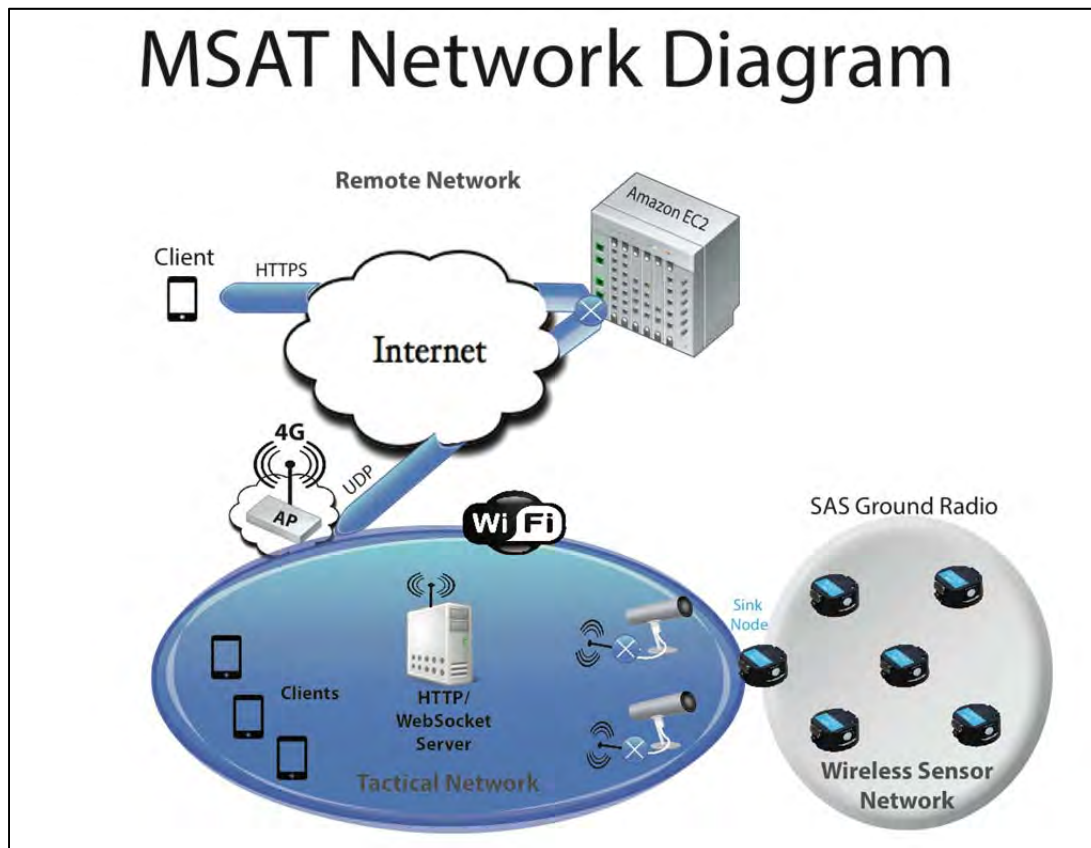 MSAT Network Diagram
Remote Network
Amazon EC2
Client
HTTPS
Internet
4G
AP
UDP
Wi Fi
SAS Ground Radio
Sink
Node
Clients
HTTP/
WebSocket
Server
Tactical Network
Wireless Sensor
Network